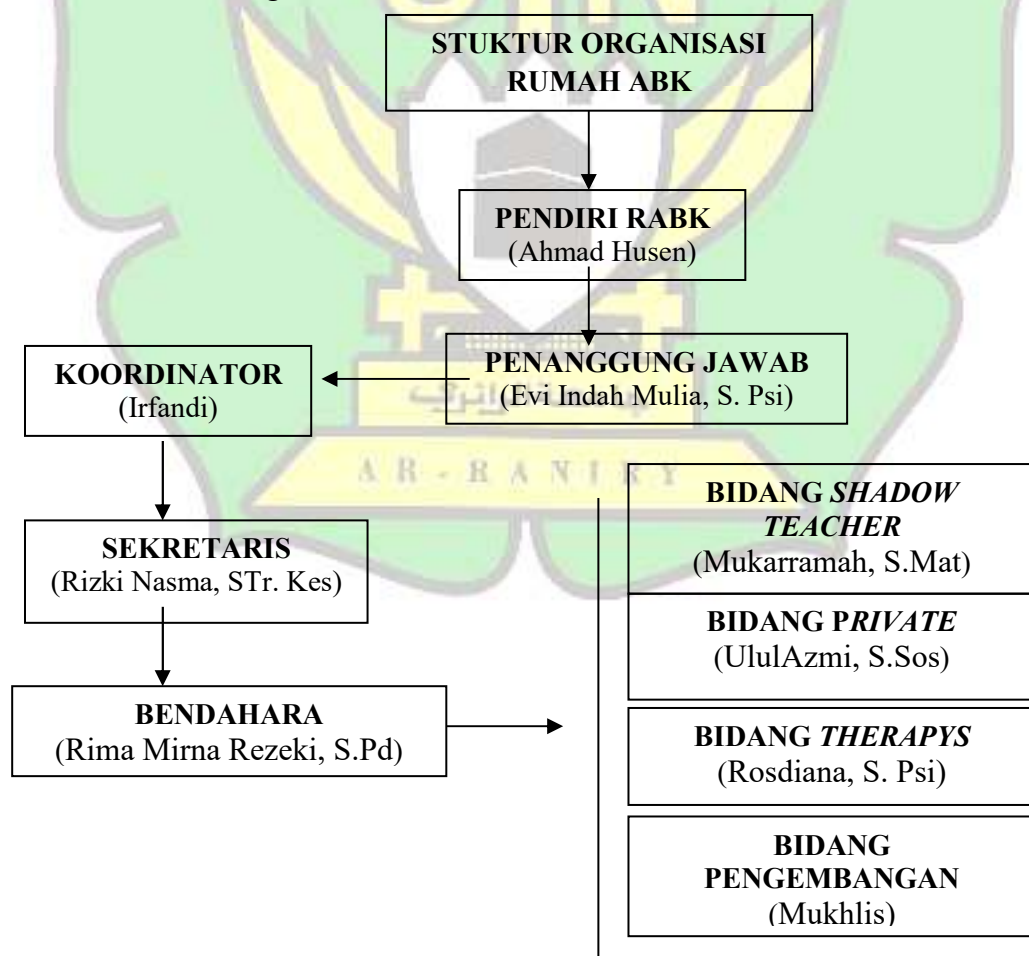 STUKTUR ORGANISASI
RUMAH ABK
PENDIRI RABK
(Ahmad Husen)
PENANGGUNG JAWAB
(Evi Indah Mulia, S. Psi)
KOORDINATOR
(Irfandi)
SEKRETARIS
(Rizki Nasma, STr. Kes)
BENDAHARA
(Rima Mirna Rezeki, S.Pd)
BIDANG SHADOW
TEACHER
(Mukarramah, S.Mat)
BIDANG PRIVATE
(UlulAzmi, S.Sos)
BIDANG THERAPYS
(Rosdiana, S. Psi)
BIDANG
PENGEMBANGAN
(Mukhlis)
جامعة الرانري
AR-RANIRY